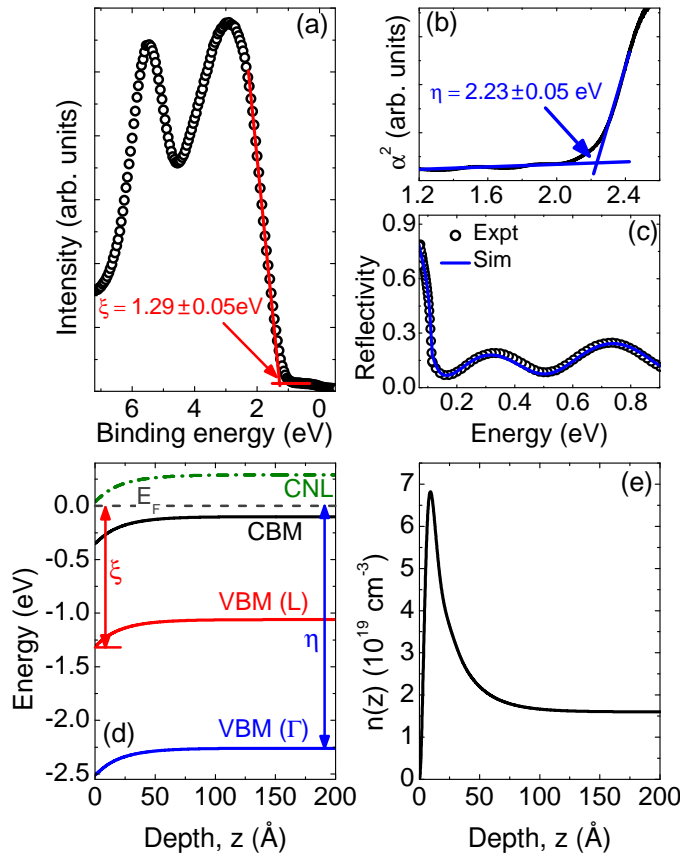 (a)
Intensity (arb. units)
ξ = 1.29±0.05eV
6 4 2 0
Binding energy (eV)
(b)
α² (arb. units)
η = 2.23±0.05 eV
1.2 1.6 2.0 2.4
(c)
Expt
Sim
Reflectivity
0.9
0.6
0.3
0.0
0.2 0.4 0.6 0.8
Energy (eV)
(d)
CNL
E_F
CBM
ξ
VBM (L)
η
VBM (Γ)
Energy (eV)
0.0
-0.5
-1.0
-1.5
-2.0
-2.5
0 50 100 150 200
Depth, z (Å)
(e)
n(z) (10¹⁹ cm⁻³)
7
6
5
4
3
2
1
0
0 50 100 150 200
Depth, z (Å)